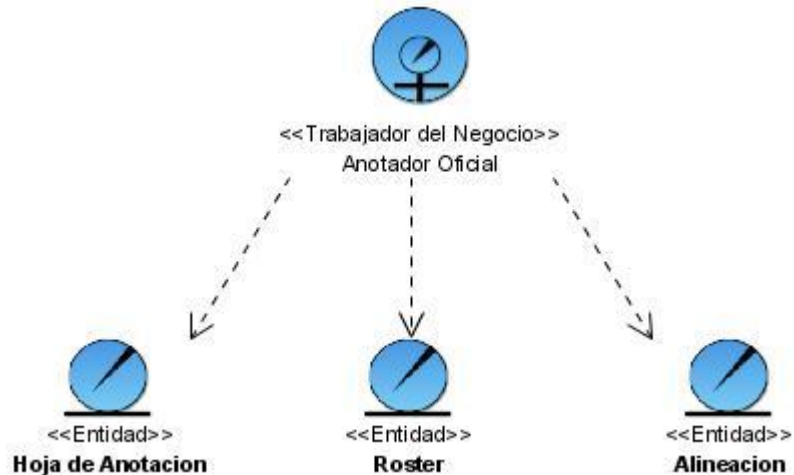 <<Trabajador del Negocio>>
Anotador Oficial
<<Entidad>>
Hoja de Anotacion
<<Entidad>>
Roster
<<Entidad>>
Alineacion